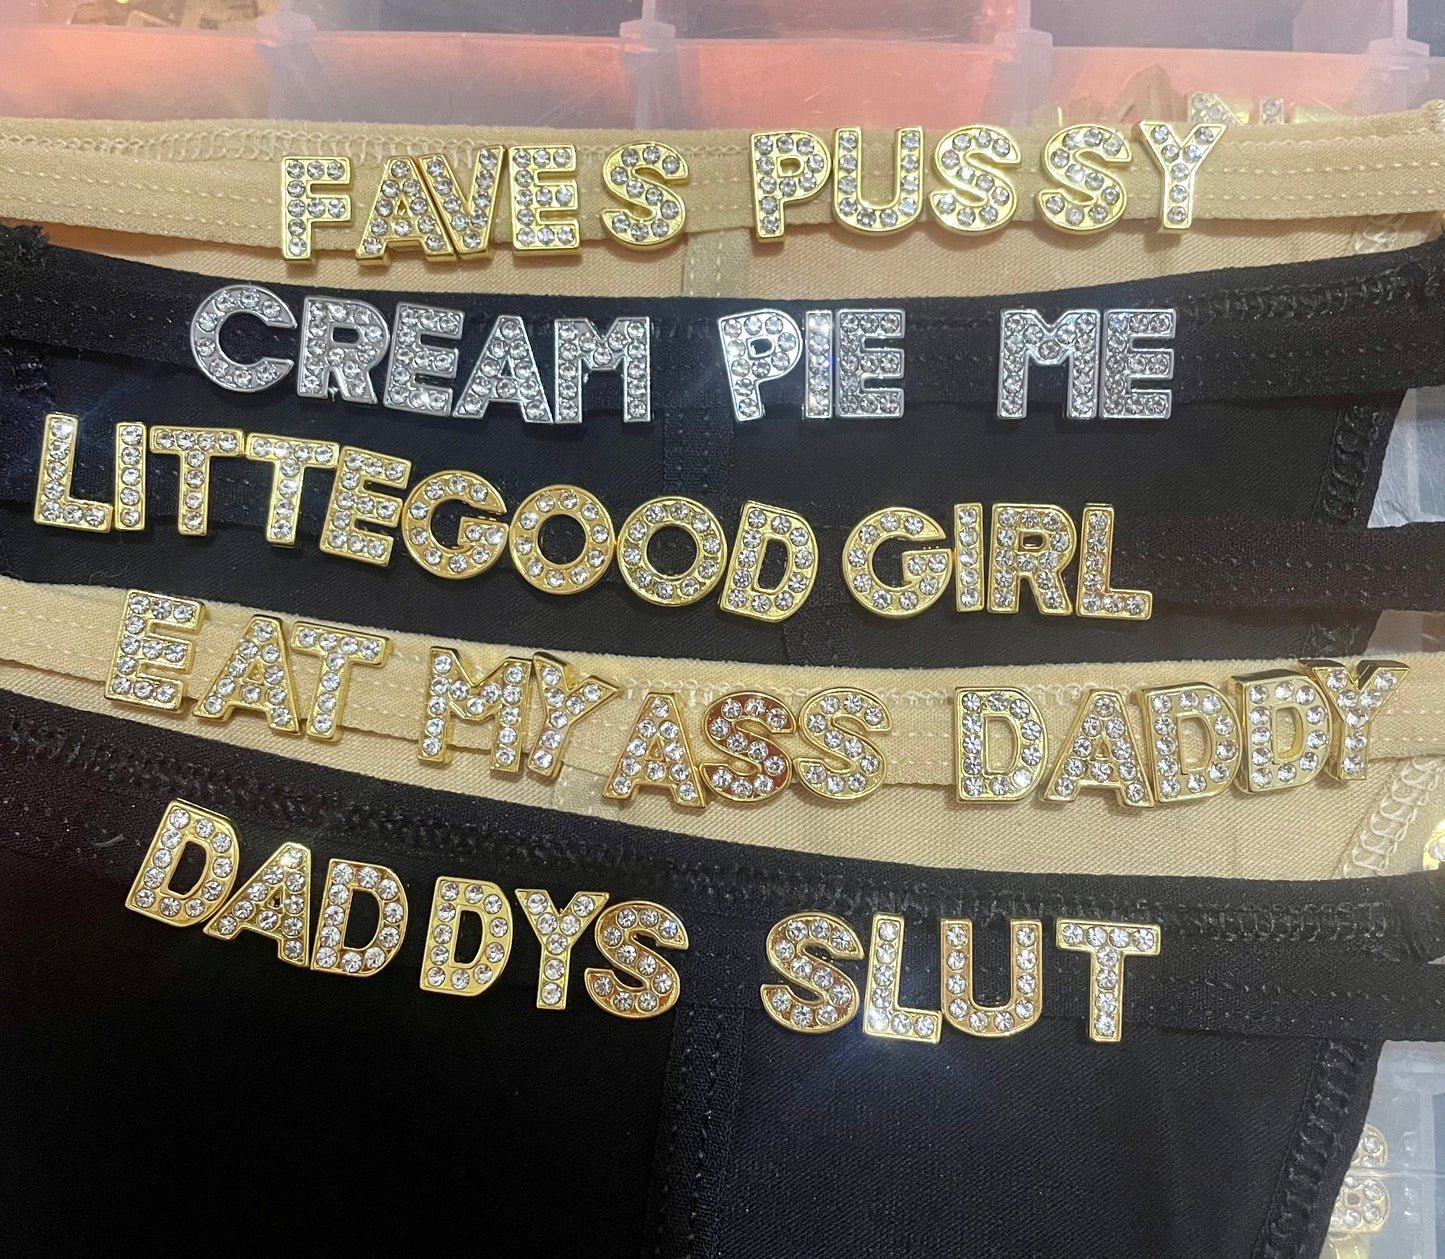 FAVES PUSSY
CREAM PIE ME
LITTEGOOD GIRL
EAT MY ASS DADDY
DADDYS SLUT